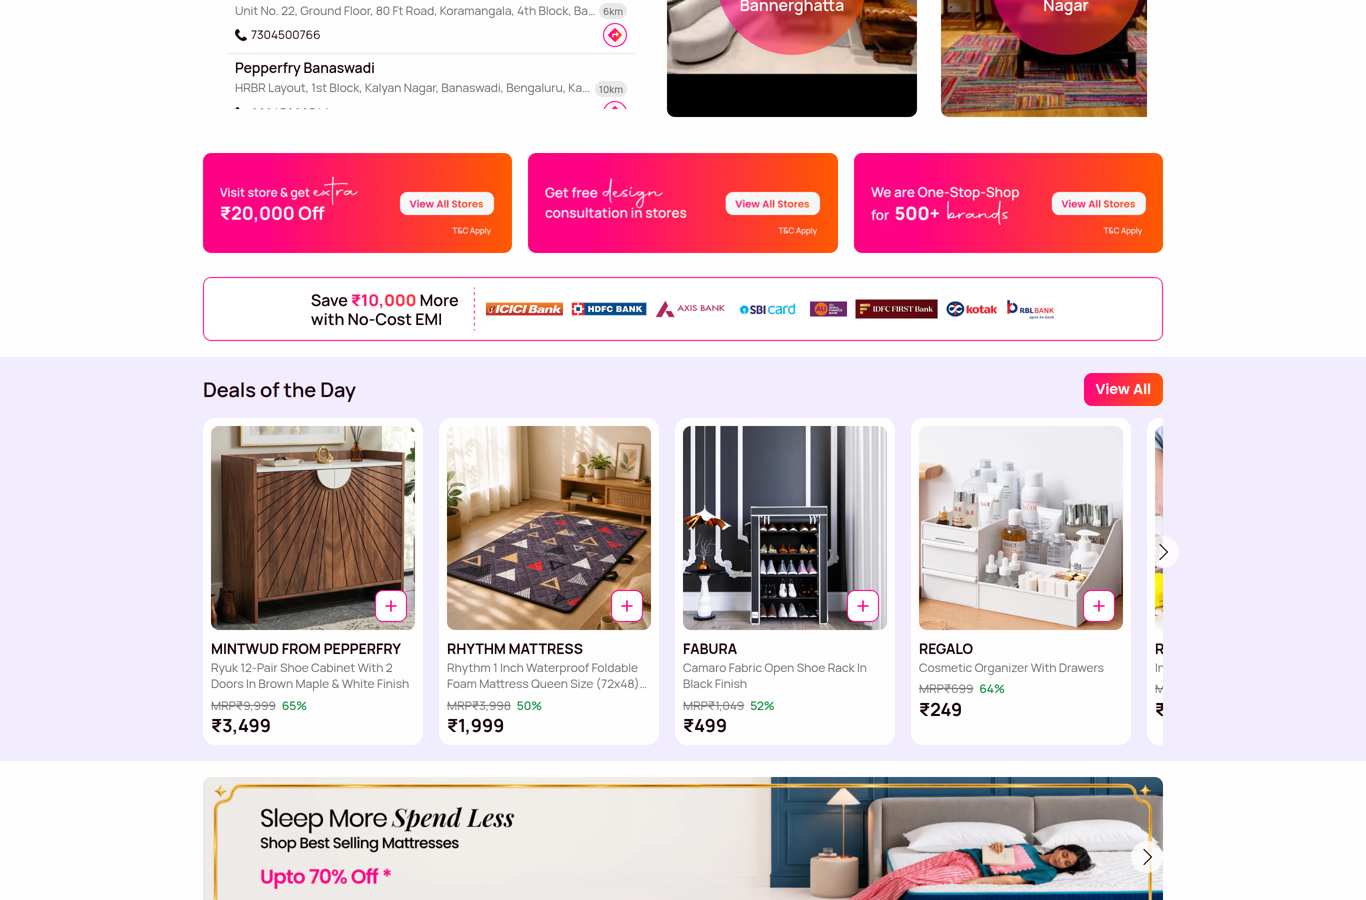 Unit No. 22, Ground Floor, 80 Ft Road, Koramangala, 4th Block, Ba... 6km
7304500766
Pepperfry Banaswadi
HRBR Layout, 1st Block, Kalyan Nagar, Banaswadi, Bengaluru, Ka... 10km
Bannerghatta
Nagar
Visit store & get extra
₹20,000 Off
View All Stores
T&C Apply
Get free design
consultation in stores
View All Stores
T&C Apply
We are One-Stop-Shop
for 500+ brands
View All Stores
T&C Apply
Save ₹10,000 More
with No-Cost EMI
ICICI Bank
HDFC BANK
AXIS BANK
SBI card
AU
IDFC FIRST Bank
kotak
RBLBANK
Deals of the Day
View All
MINTWUD FROM PEPPERFRY
Ryuk 12-Pair Shoe Cabinet With 2
Doors In Brown Maple & White Finish
MRP₹9,999 65%
₹3,499
RHYTHM MATTRESS
Rhythm 1 Inch Waterproof Foldable
Foam Mattress Queen Size (72x48)...
MRP₹3,998 50%
₹1,999
FABURA
Camaro Fabric Open Shoe Rack In
Black Finish
MRP₹1,049 52%
₹499
REGALO
Cosmetic Organizer With Drawers
MRP₹699 64%
₹249
Sleep More Spend Less
Shop Best Selling Mattresses
Upto 70% Off *